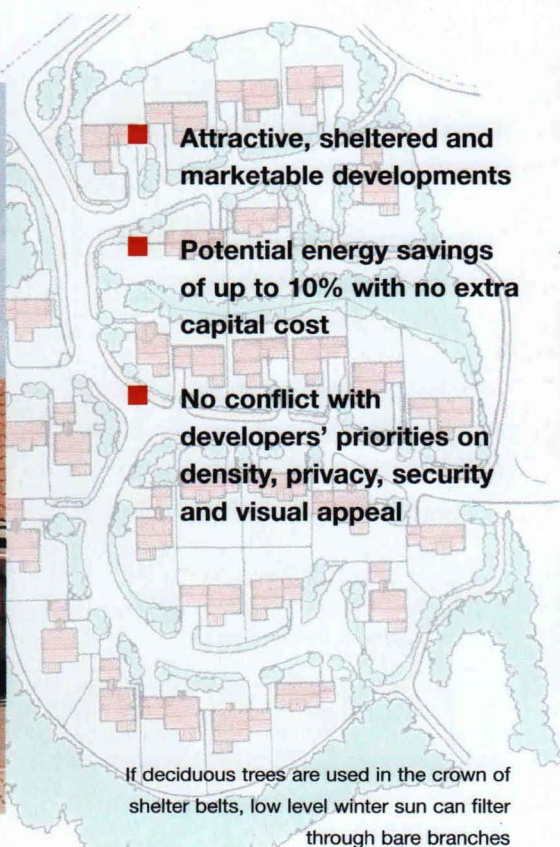 ■ Attractive, sheltered and
marketable developments
■ Potential energy savings
of up to 10% with no extra
capital cost
■ No conflict with
developers’ priorities on
density, privacy, security
and visual appeal
If deciduous trees are used in the crown of
shelter belts, low level winter sun can filter
through bare branches